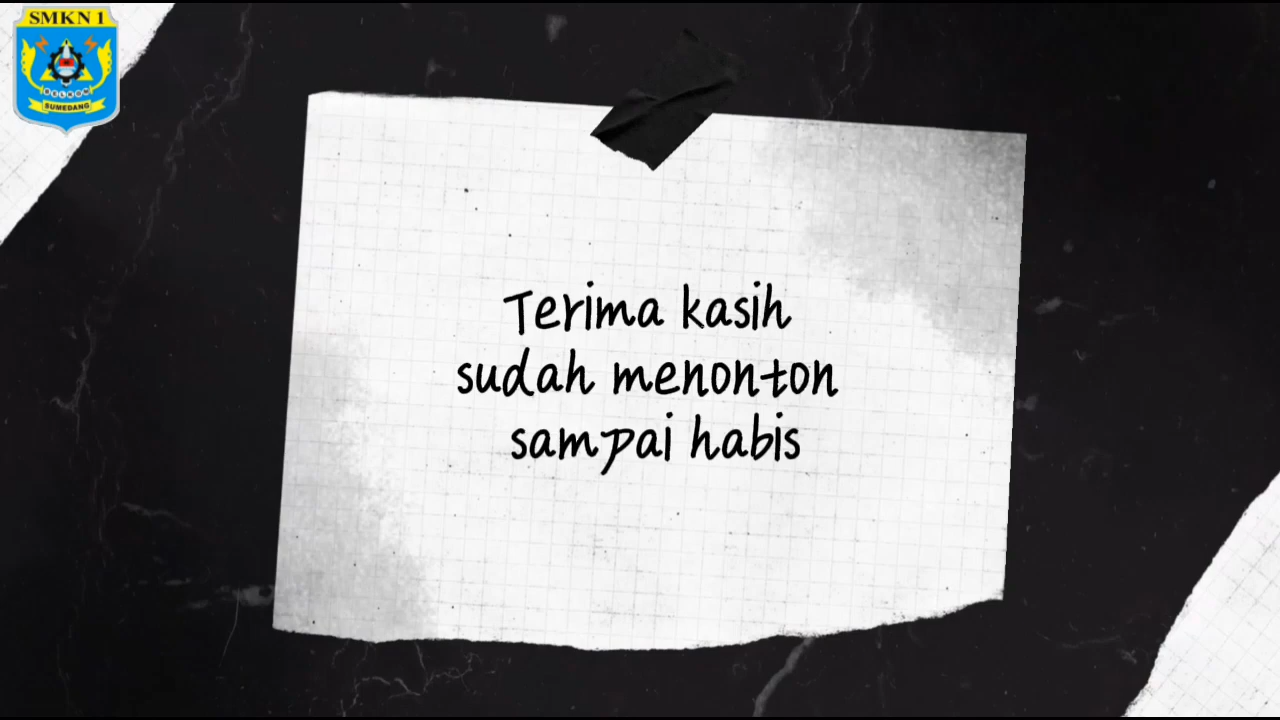 SMKN 1
SUMEDANG
Terima kasih
sudah menonton
sampai habis